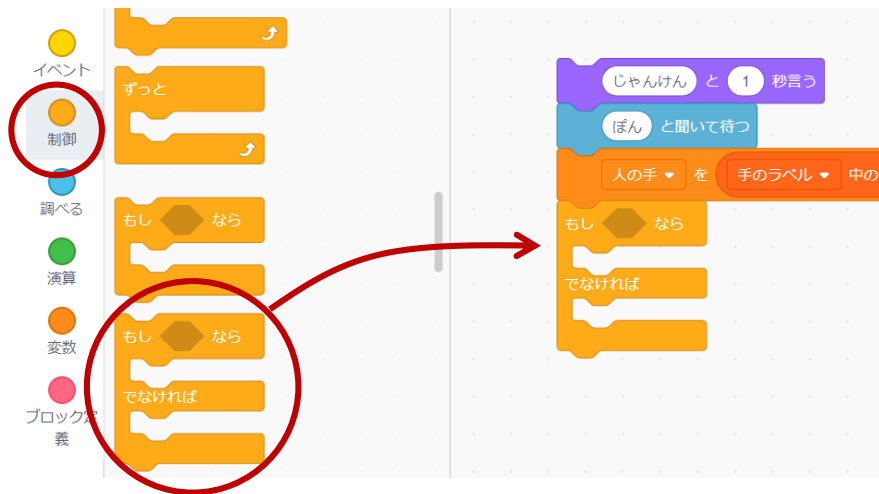 イベント
制御
調べる
演算
変数
ブロック定
義
ずっと
もし なら
もし なら
でなければ
じゃんけん と 1 秒言う
ぽん と聞いて待つ
人の手 を 手のラベル 中の
もし なら
でなければ